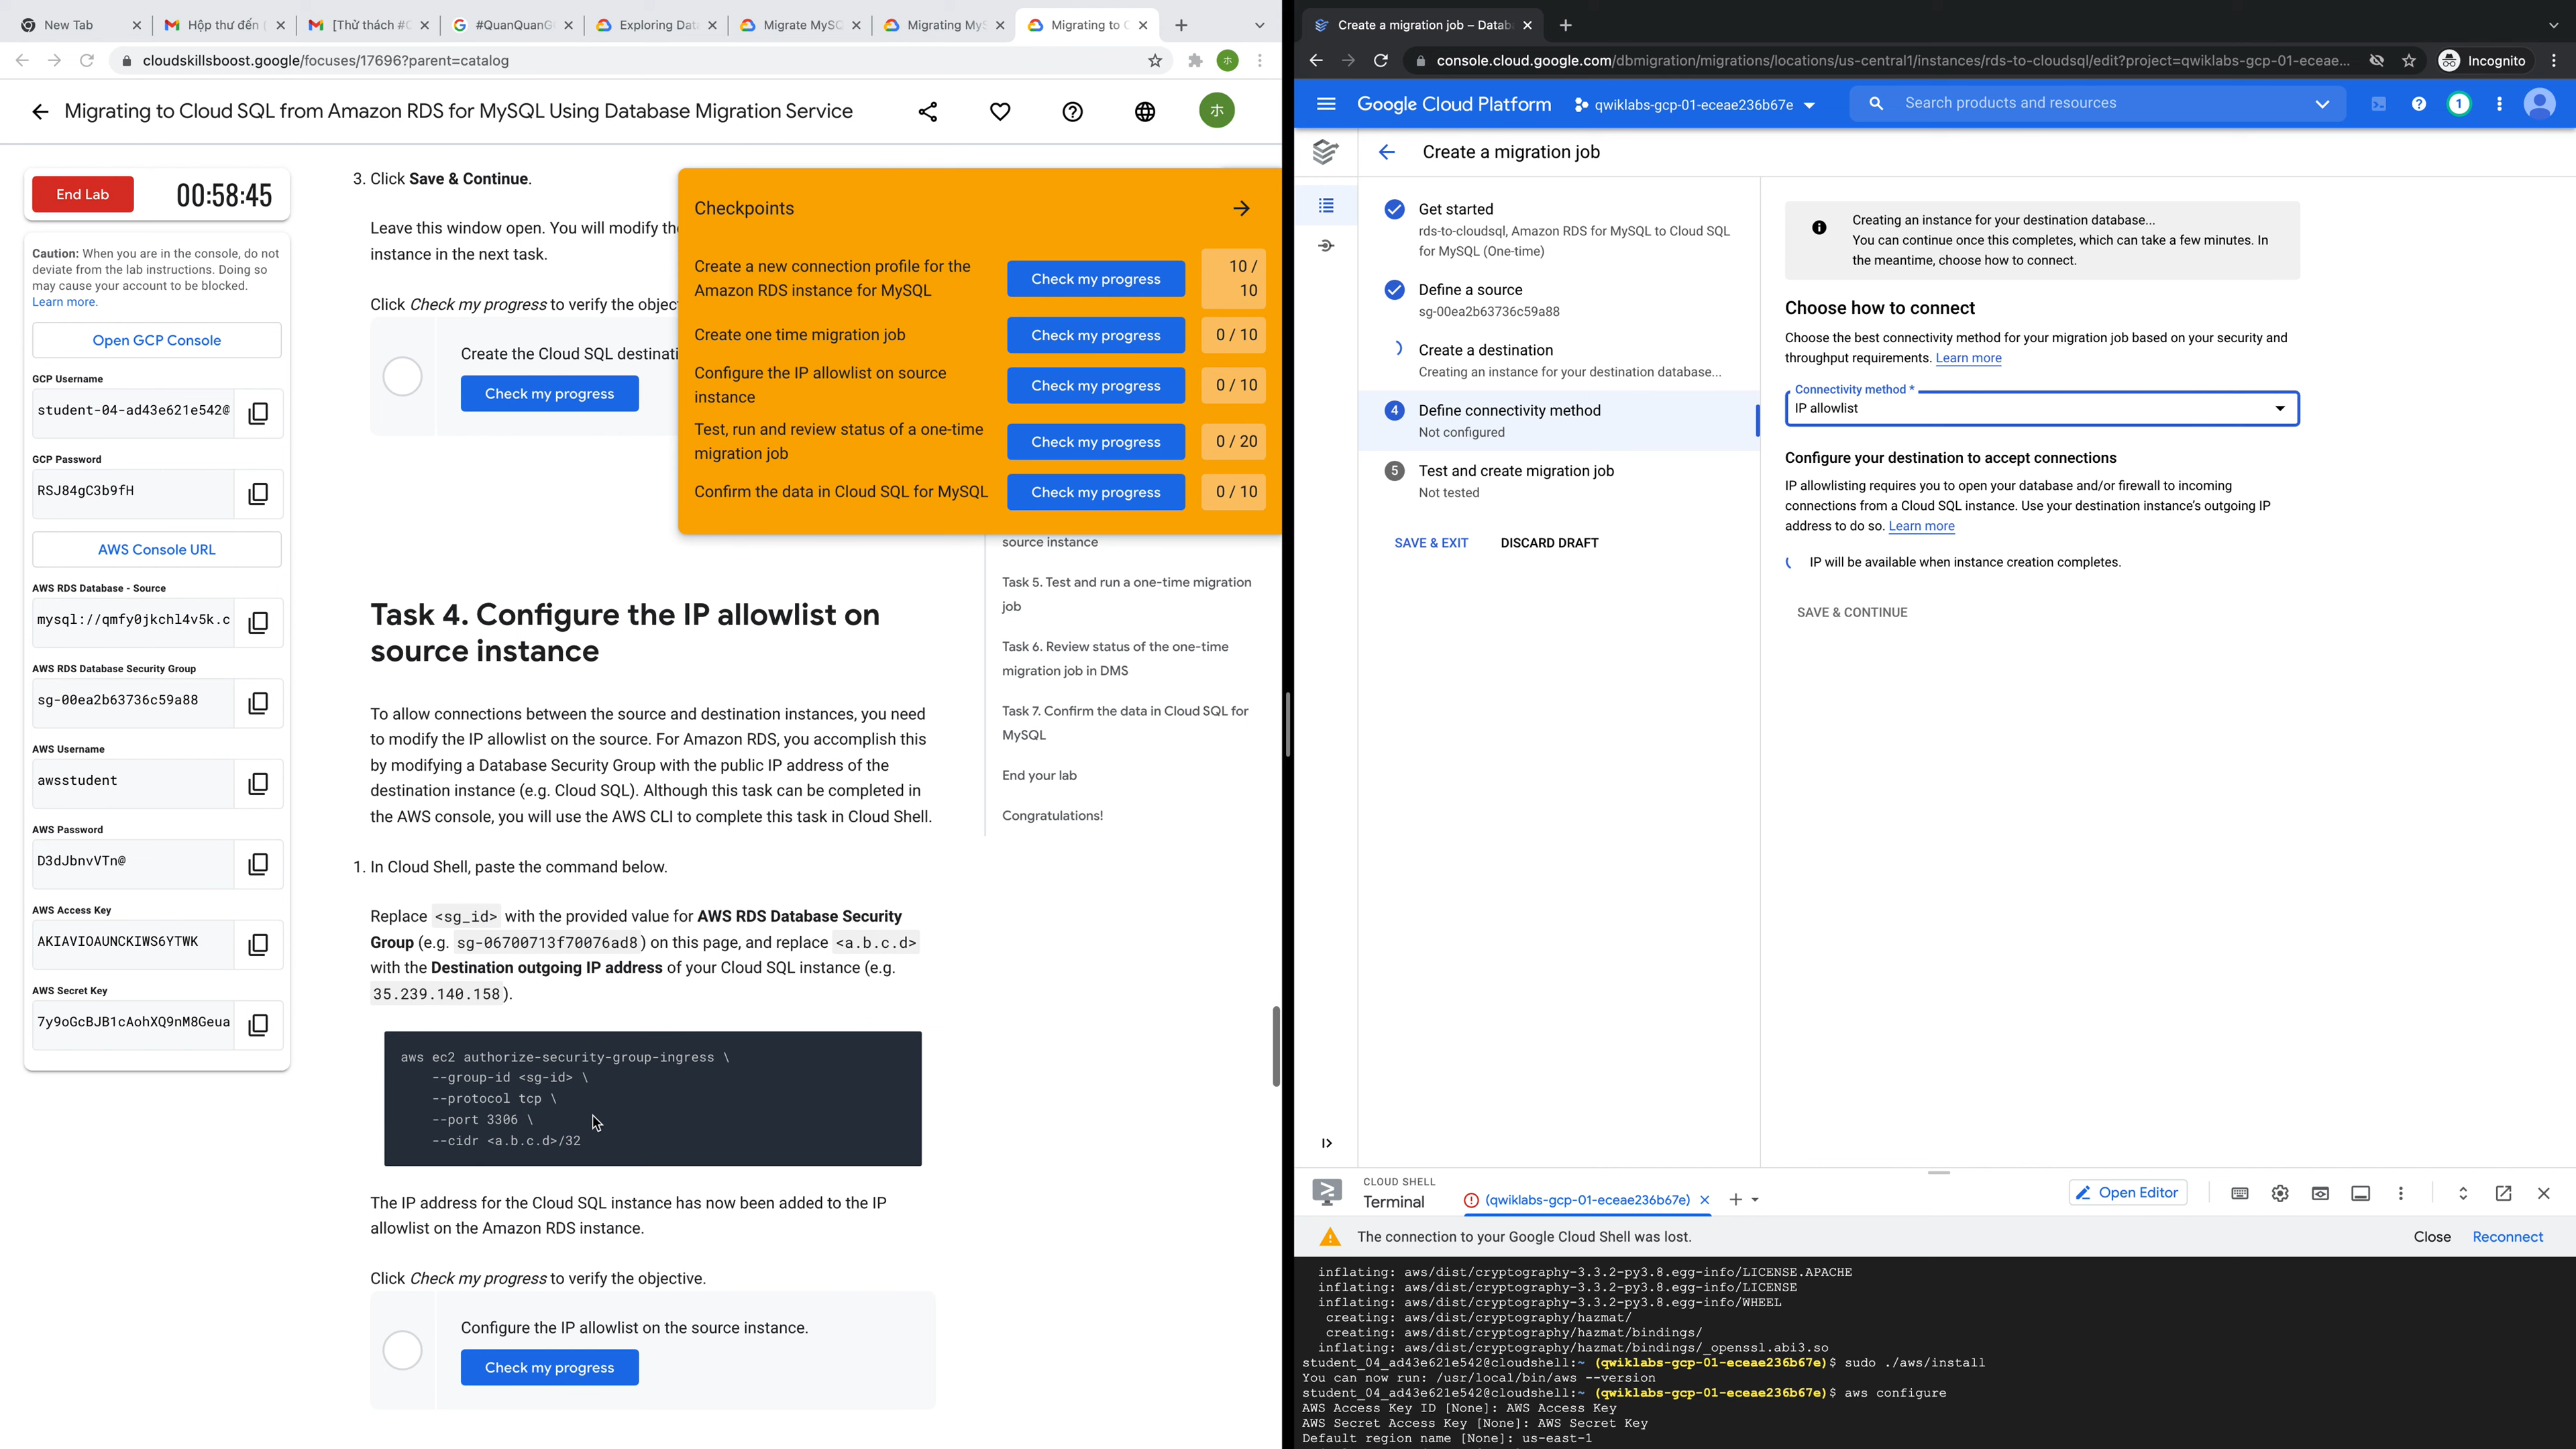 New Tab
Hộp thư đến (
[Thử thách #G
#QuanQuanG
Exploring Dat
Migrate MySQ
Migrating MyS
Migrating to C
cloudskillsboost.google/focuses/17696?parent=catalog
ホ
Migrating to Cloud SQL from Amazon RDS for MySQL Using Database Migration Service
ホ
End Lab
00:58:45
Caution: When you are in the console, do not
deviate from the lab instructions. Doing so
may cause your account to be blocked.
Learn more.
Open GCP Console
GCP Username
student-04-ad43e621e542@
GCP Password
RSJ84gC3b9fH
AWS Console URL
AWS RDS Database - Source
mysql://qmfy0jkchl4v5k.c
AWS RDS Database Security Group
sg-00ea2b63736c59a88
AWS Username
awsstudent
AWS Password
D3dJbnvVTn@
AWS Access Key
AKIAVIOAUNCKIWS6YTWK
AWS Secret Key
7y9oGcBJB1cAohXQ9nM8Geua
3. Click Save & Continue.
Leave this window open. You will modify the
instance in the next task.
Click Check my progress to verify the objec
Create the Cloud SQL destinati
Check my progress
Checkpoints
Create a new connection profile for the
Amazon RDS instance for MySQL
Check my progress
10 /
10
Create one time migration job
Check my progress
0 / 10
Configure the IP allowlist on source
instance
Check my progress
0 / 10
Test, run and review status of a one-time
migration job
Check my progress
0 / 20
Confirm the data in Cloud SQL for MySQL
Check my progress
0 / 10
source instance
Task 5. Test and run a one-time migration
job
Task 6. Review status of the one-time
migration job in DMS
Task 7. Confirm the data in Cloud SQL for
MySQL
End your lab
Congratulations!
Task 4. Configure the IP allowlist on
source instance
To allow connections between the source and destination instances, you need
to modify the IP allowlist on the source. For Amazon RDS, you accomplish this
by modifying a Database Security Group with the public IP address of the
destination instance (e.g. Cloud SQL). Although this task can be completed in
the AWS console, you will use the AWS CLI to complete this task in Cloud Shell.
1. In Cloud Shell, paste the command below.
Replace <sg_id> with the provided value for AWS RDS Database Security
Group (e.g. sg-06700713f70076ad8) on this page, and replace <a.b.c.d>
with the Destination outgoing IP address of your Cloud SQL instance (e.g.
35.239.140.158).
aws ec2 authorize-security-group-ingress \
--group-id <sg-id> \
--protocol tcp \
--port 3306 \
--cidr <a.b.c.d>/32
The IP address for the Cloud SQL instance has now been added to the IP
allowlist on the Amazon RDS instance.
Click Check my progress to verify the objective.
Configure the IP allowlist on the source instance.
Check my progress
Create a migration job – Datab
console.cloud.google.com/dbmigration/migrations/locations/us-central1/instances/rds-to-cloudsql/edit?project=qwiklabs-gcp-01-eceae...
Incognito
Google Cloud Platform
qwiklabs-gcp-01-eceae236b67e
Search products and resources
1
Create a migration job
Get started
rds-to-cloudsql, Amazon RDS for MySQL to Cloud SQL
for MySQL (One-time)
Define a source
sg-00ea2b63736c59a88
Create a destination
Creating an instance for your destination database...
4
Define connectivity method
Not configured
5
Test and create migration job
Not tested
SAVE & EXIT
DISCARD DRAFT
Creating an instance for your destination database...
You can continue once this completes, which can take a few minutes. In
the meantime, choose how to connect.
Choose how to connect
Choose the best connectivity method for your migration job based on your security and
throughput requirements. Learn more
Connectivity method *
IP allowlist
Configure your destination to accept connections
IP allowlisting requires you to open your database and/or firewall to incoming
connections from a Cloud SQL instance. Use your destination instance's outgoing IP
address to do so. Learn more
IP will be available when instance creation completes.
SAVE & CONTINUE
CLOUD SHELL
Terminal
(qwiklabs-gcp-01-eceae236b67e)
Open Editor
The connection to your Google Cloud Shell was lost.
Close
Reconnect
inflating: aws/dist/cryptography-3.3.2-py3.8.egg-info/LICENSE.APACHE
inflating: aws/dist/cryptography-3.3.2-py3.8.egg-info/LICENSE
inflating: aws/dist/cryptography-3.3.2-py3.8.egg-info/WHEEL
creating: aws/dist/cryptography/hazmat/
creating: aws/dist/cryptography/hazmat/bindings/
inflating: aws/dist/cryptography/hazmat/bindings/_openssl.abi3.so
student_04_ad43e621e542@cloudshell:~ (qwiklabs-gcp-01-eceae236b67e)$ sudo ./aws/install
You can now run: /usr/local/bin/aws --version
student_04_ad43e621e542@cloudshell:~ (qwiklabs-gcp-01-eceae236b67e)$ aws configure
AWS Access Key ID [None]: AWS Access Key
AWS Secret Access Key [None]: AWS Secret Key
Default region name [None]: us-east-1